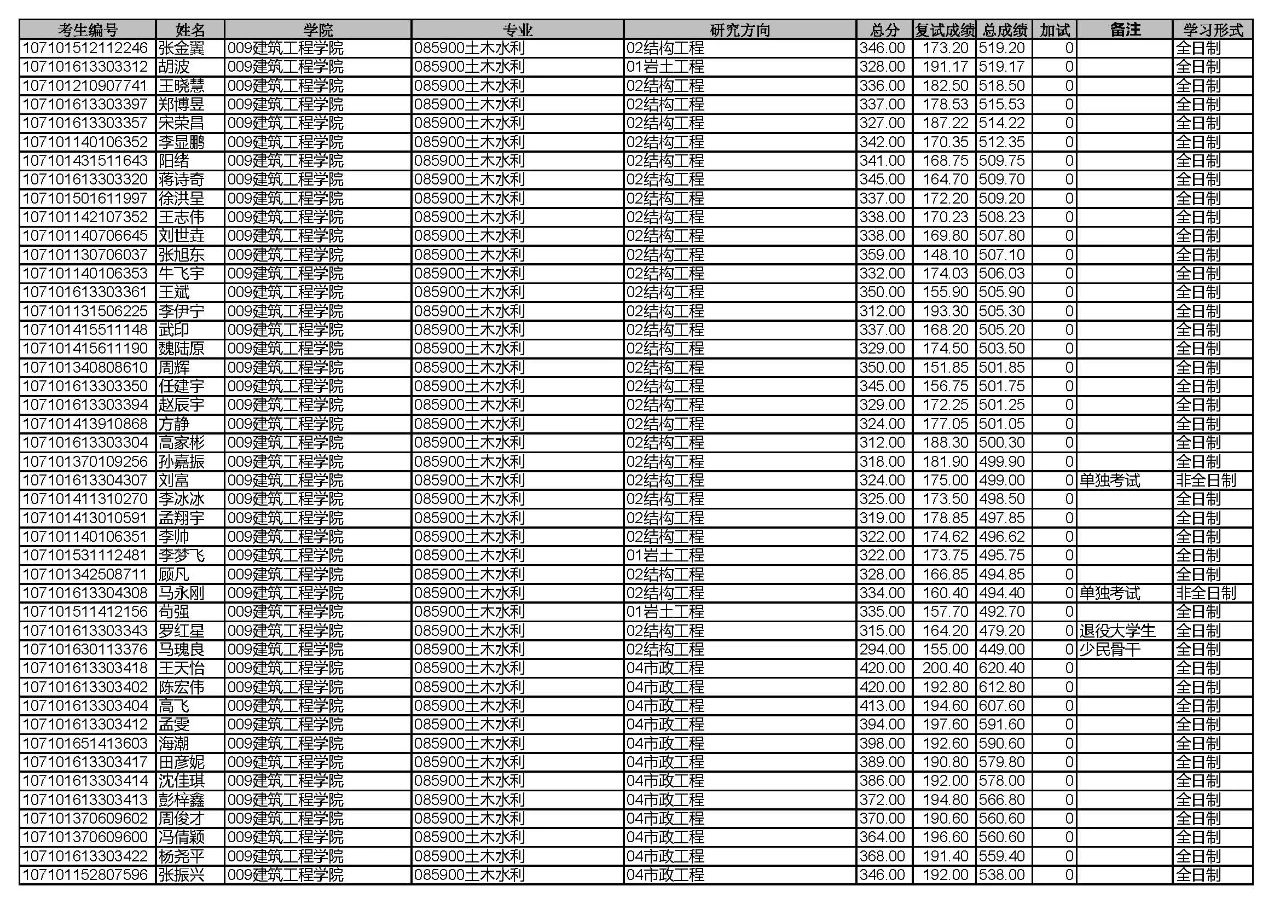 考生编号 姓名 学院 专业 研究方向 总分 复试成绩 总成绩 加试 备注 学习形式
107101512112246 张金翼 009建筑工程学院 085900土木水利 02结构工程 346.00 173.20 519.20 0 全日制
107101613303312 胡波 009建筑工程学院 085900土木水利 01岩土工程 328.00 191.17 519.17 0 全日制
107101210907741 王晓慧 009建筑工程学院 085900土木水利 02结构工程 336.00 182.50 518.50 0 全日制
107101613303397 郑博昱 009建筑工程学院 085900土木水利 02结构工程 337.00 178.53 515.53 0 全日制
107101613303357 宋荣昌 009建筑工程学院 085900土木水利 02结构工程 327.00 187.22 514.22 0 全日制
107101140106352 李显鹏 009建筑工程学院 085900土木水利 02结构工程 342.00 170.35 512.35 0 全日制
107101431511643 阳绪 009建筑工程学院 085900土木水利 02结构工程 341.00 168.75 509.75 0 全日制
107101613303320 蒋诗奇 009建筑工程学院 085900土木水利 02结构工程 345.00 164.70 509.70 0 全日制
107101501611997 徐洪呈 009建筑工程学院 085900土木水利 02结构工程 337.00 172.20 509.20 0 全日制
107101142107352 王志伟 009建筑工程学院 085900土木水利 02结构工程 338.00 170.23 508.23 0 全日制
107101140706645 刘世垚 009建筑工程学院 085900土木水利 02结构工程 338.00 169.80 507.80 0 全日制
107101130706037 张旭东 009建筑工程学院 085900土木水利 02结构工程 359.00 148.10 507.10 0 全日制
107101140106353 牛飞宇 009建筑工程学院 085900土木水利 02结构工程 332.00 174.03 506.03 0 全日制
107101613303361 王斌 009建筑工程学院 085900土木水利 02结构工程 350.00 155.90 505.90 0 全日制
107101131506225 李伊宁 009建筑工程学院 085900土木水利 02结构工程 312.00 193.30 505.30 0 全日制
107101415511148 武印 009建筑工程学院 085900土木水利 02结构工程 337.00 168.20 505.20 0 全日制
107101415611190 魏陆原 009建筑工程学院 085900土木水利 02结构工程 329.00 174.50 503.50 0 全日制
107101340808610 周辉 009建筑工程学院 085900土木水利 02结构工程 350.00 151.85 501.85 0 全日制
107101613303350 任建宇 009建筑工程学院 085900土木水利 02结构工程 345.00 156.75 501.75 0 全日制
107101613303394 赵辰宇 009建筑工程学院 085900土木水利 02结构工程 329.00 172.25 501.25 0 全日制
107101413910868 方静 009建筑工程学院 085900土木水利 02结构工程 324.00 177.05 501.05 0 全日制
107101613303304 高家彬 009建筑工程学院 085900土木水利 02结构工程 312.00 188.30 500.30 0 全日制
107101370109256 孙嘉振 009建筑工程学院 085900土木水利 02结构工程 318.00 181.90 499.90 0 全日制
107101613304307 刘富 009建筑工程学院 085900土木水利 02结构工程 324.00 175.00 499.00 0 单独考试 非全日制
107101411310270 李冰冰 009建筑工程学院 085900土木水利 02结构工程 325.00 173.50 498.50 0 全日制
107101413010591 孟翔宇 009建筑工程学院 085900土木水利 02结构工程 319.00 178.85 497.85 0 全日制
107101140106351 李帅 009建筑工程学院 085900土木水利 02结构工程 322.00 174.62 496.62 0 全日制
107101531112481 李梦飞 009建筑工程学院 085900土木水利 01岩土工程 322.00 173.75 495.75 0 全日制
107101342508711 顾凡 009建筑工程学院 085900土木水利 02结构工程 328.00 166.85 494.85 0 全日制
107101613304308 马永刚 009建筑工程学院 085900土木水利 02结构工程 334.00 160.40 494.40 0 单独考试 非全日制
107101511412156 苟强 009建筑工程学院 085900土木水利 01岩土工程 335.00 157.70 492.70 0 全日制
107101613303343 罗红星 009建筑工程学院 085900土木水利 02结构工程 315.00 164.20 479.20 0 退役大学生 全日制
107101630113376 马瑰良 009建筑工程学院 085900土木水利 02结构工程 294.00 155.00 449.00 0 少民骨干 全日制
107101613303418 王天怡 009建筑工程学院 085900土木水利 04市政工程 420.00 200.40 620.40 0 全日制
107101613303402 陈宏伟 009建筑工程学院 085900土木水利 04市政工程 420.00 192.80 612.80 0 全日制
107101613303404 高飞 009建筑工程学院 085900土木水利 04市政工程 413.00 194.60 607.60 0 全日制
107101613303412 孟雯 009建筑工程学院 085900土木水利 04市政工程 394.00 197.60 591.60 0 全日制
107101651413603 海潮 009建筑工程学院 085900土木水利 04市政工程 398.00 192.60 590.60 0 全日制
107101613303417 田彦妮 009建筑工程学院 085900土木水利 04市政工程 389.00 190.80 579.80 0 全日制
107101613303414 沈佳琪 009建筑工程学院 085900土木水利 04市政工程 386.00 192.00 578.00 0 全日制
107101613303413 彭梓鑫 009建筑工程学院 085900土木水利 04市政工程 372.00 194.80 566.80 0 全日制
107101370609602 周俊才 009建筑工程学院 085900土木水利 04市政工程 370.00 190.60 560.60 0 全日制
107101370609600 冯倩颖 009建筑工程学院 085900土木水利 04市政工程 364.00 196.60 560.60 0 全日制
107101613303422 杨尧平 009建筑工程学院 085900土木水利 04市政工程 368.00 191.40 559.40 0 全日制
107101152807596 张振兴 009建筑工程学院 085900土木水利 04市政工程 346.00 192.00 538.00 0 全日制